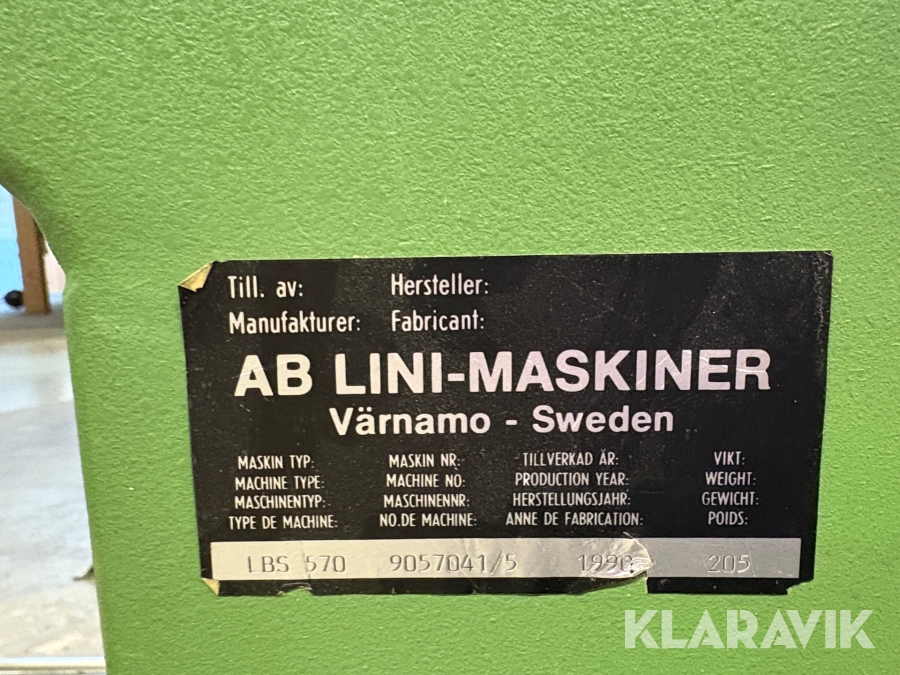 Till. av: Hersteller:
Manufakturer: Fabricant:
AB LINI-MASKINER
Värnamo - Sweden
MASKIN TYP: MASKIN NR: TILLVERKAD ÅR: VIKT:
MACHINE TYPE: MACHINE NO: PRODUCTION YEAR: WEIGHT:
MASCHINENTYP: MASCHINENNR: HERSTELLUNGSJAHR: GEWICHT:
TYPE DE MACHINE: NO.DE MACHINE: ANNE DE FABRICATION: POIDS:
LBS 570 9057041/5 1990 205
KLARAVIK